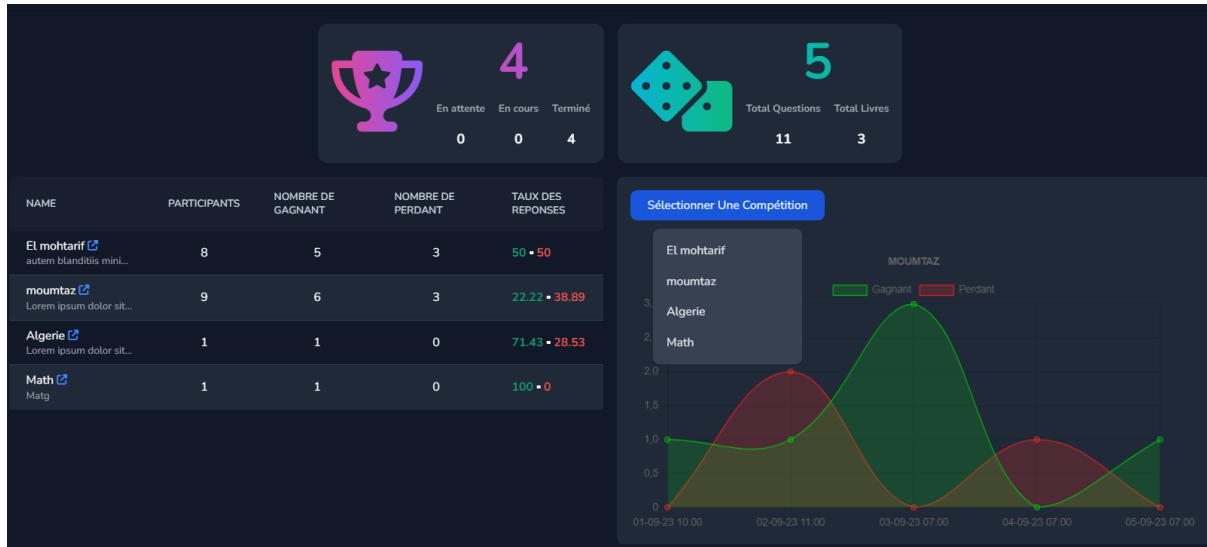 4
En attente En cours Terminé
0 0 4
5
Total Questions Total Livres
11 3
NAME PARTICIPANTS NOMBRE DE GAGNANT NOMBRE DE PERDANT TAUX DES REPONSES
El mohtarif 8 5 3 50 ▪ 50
autem blanditiis mini...
moumtaz 9 6 3 22.22 ▪ 38.89
Lorem ipsum dolor sit...
Algerie 1 1 0 71.43 ▪ 28.53
Lorem ipsum dolor sit...
Math 1 1 0 100 ▪ 0
Matg
Sélectionner Une Compétition
El mohtarif
moumtaz
Algerie
Math
MOUMTAZ
Gagnant Perdant
2,0
1,5
1,0
0,5
0
01-09-23 10:00 02-09-23 11:00 03-09-23 07:00 04-09-23 07:00 05-09-23 07:00